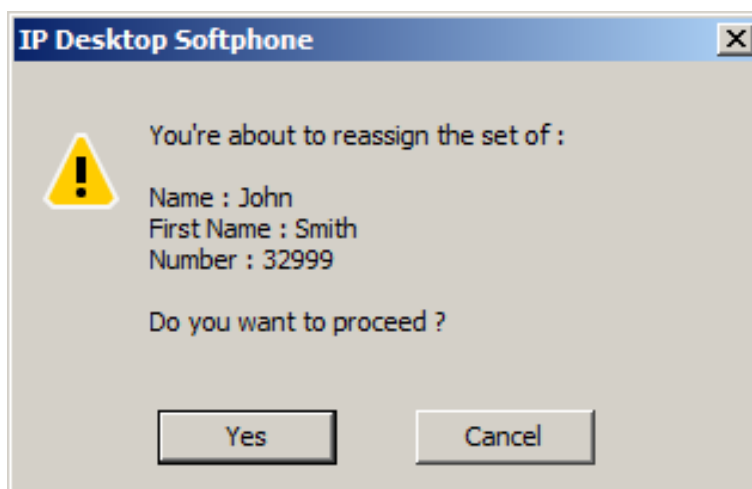 IP Desktop Softphone
You're about to reassign the set of :
Name : John
First Name : Smith
Number : 32999
Do you want to proceed ?
Yes
Cancel